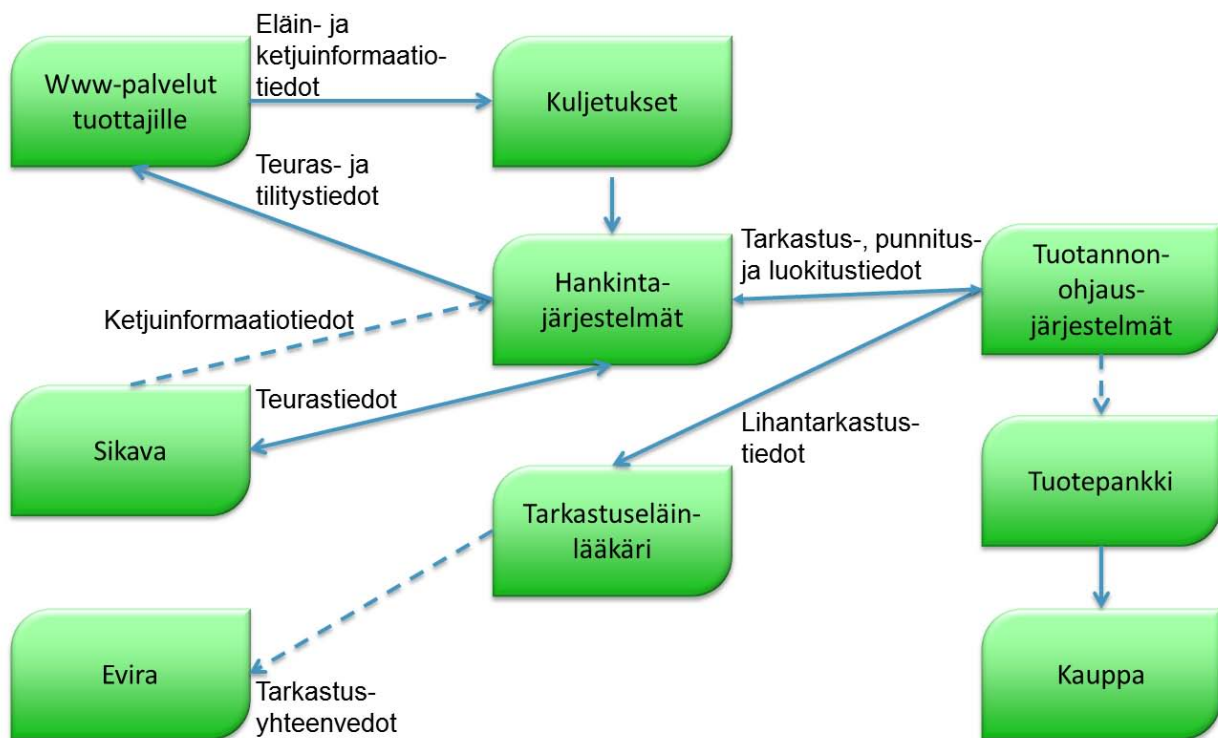 Eläin- ja
ketjuinformaatio-
tiedot
Www-palvelut
tuottajille
Kuljetukset
Teuras- ja
tilitystiedot
Hankinta-
järjestelmät
Tarkastus-, punnitus-
ja luokitustiedot
Tuotannon-
ohjaus-
järjestelmät
Ketjuinformaatiotiedot
Sikava
Teurastiedot
Lihantarkastus-
tiedot
Tarkastuseläin-
lääkäri
Tuotepankki
Evira
Tarkastus-
yhteenvedot
Kauppa